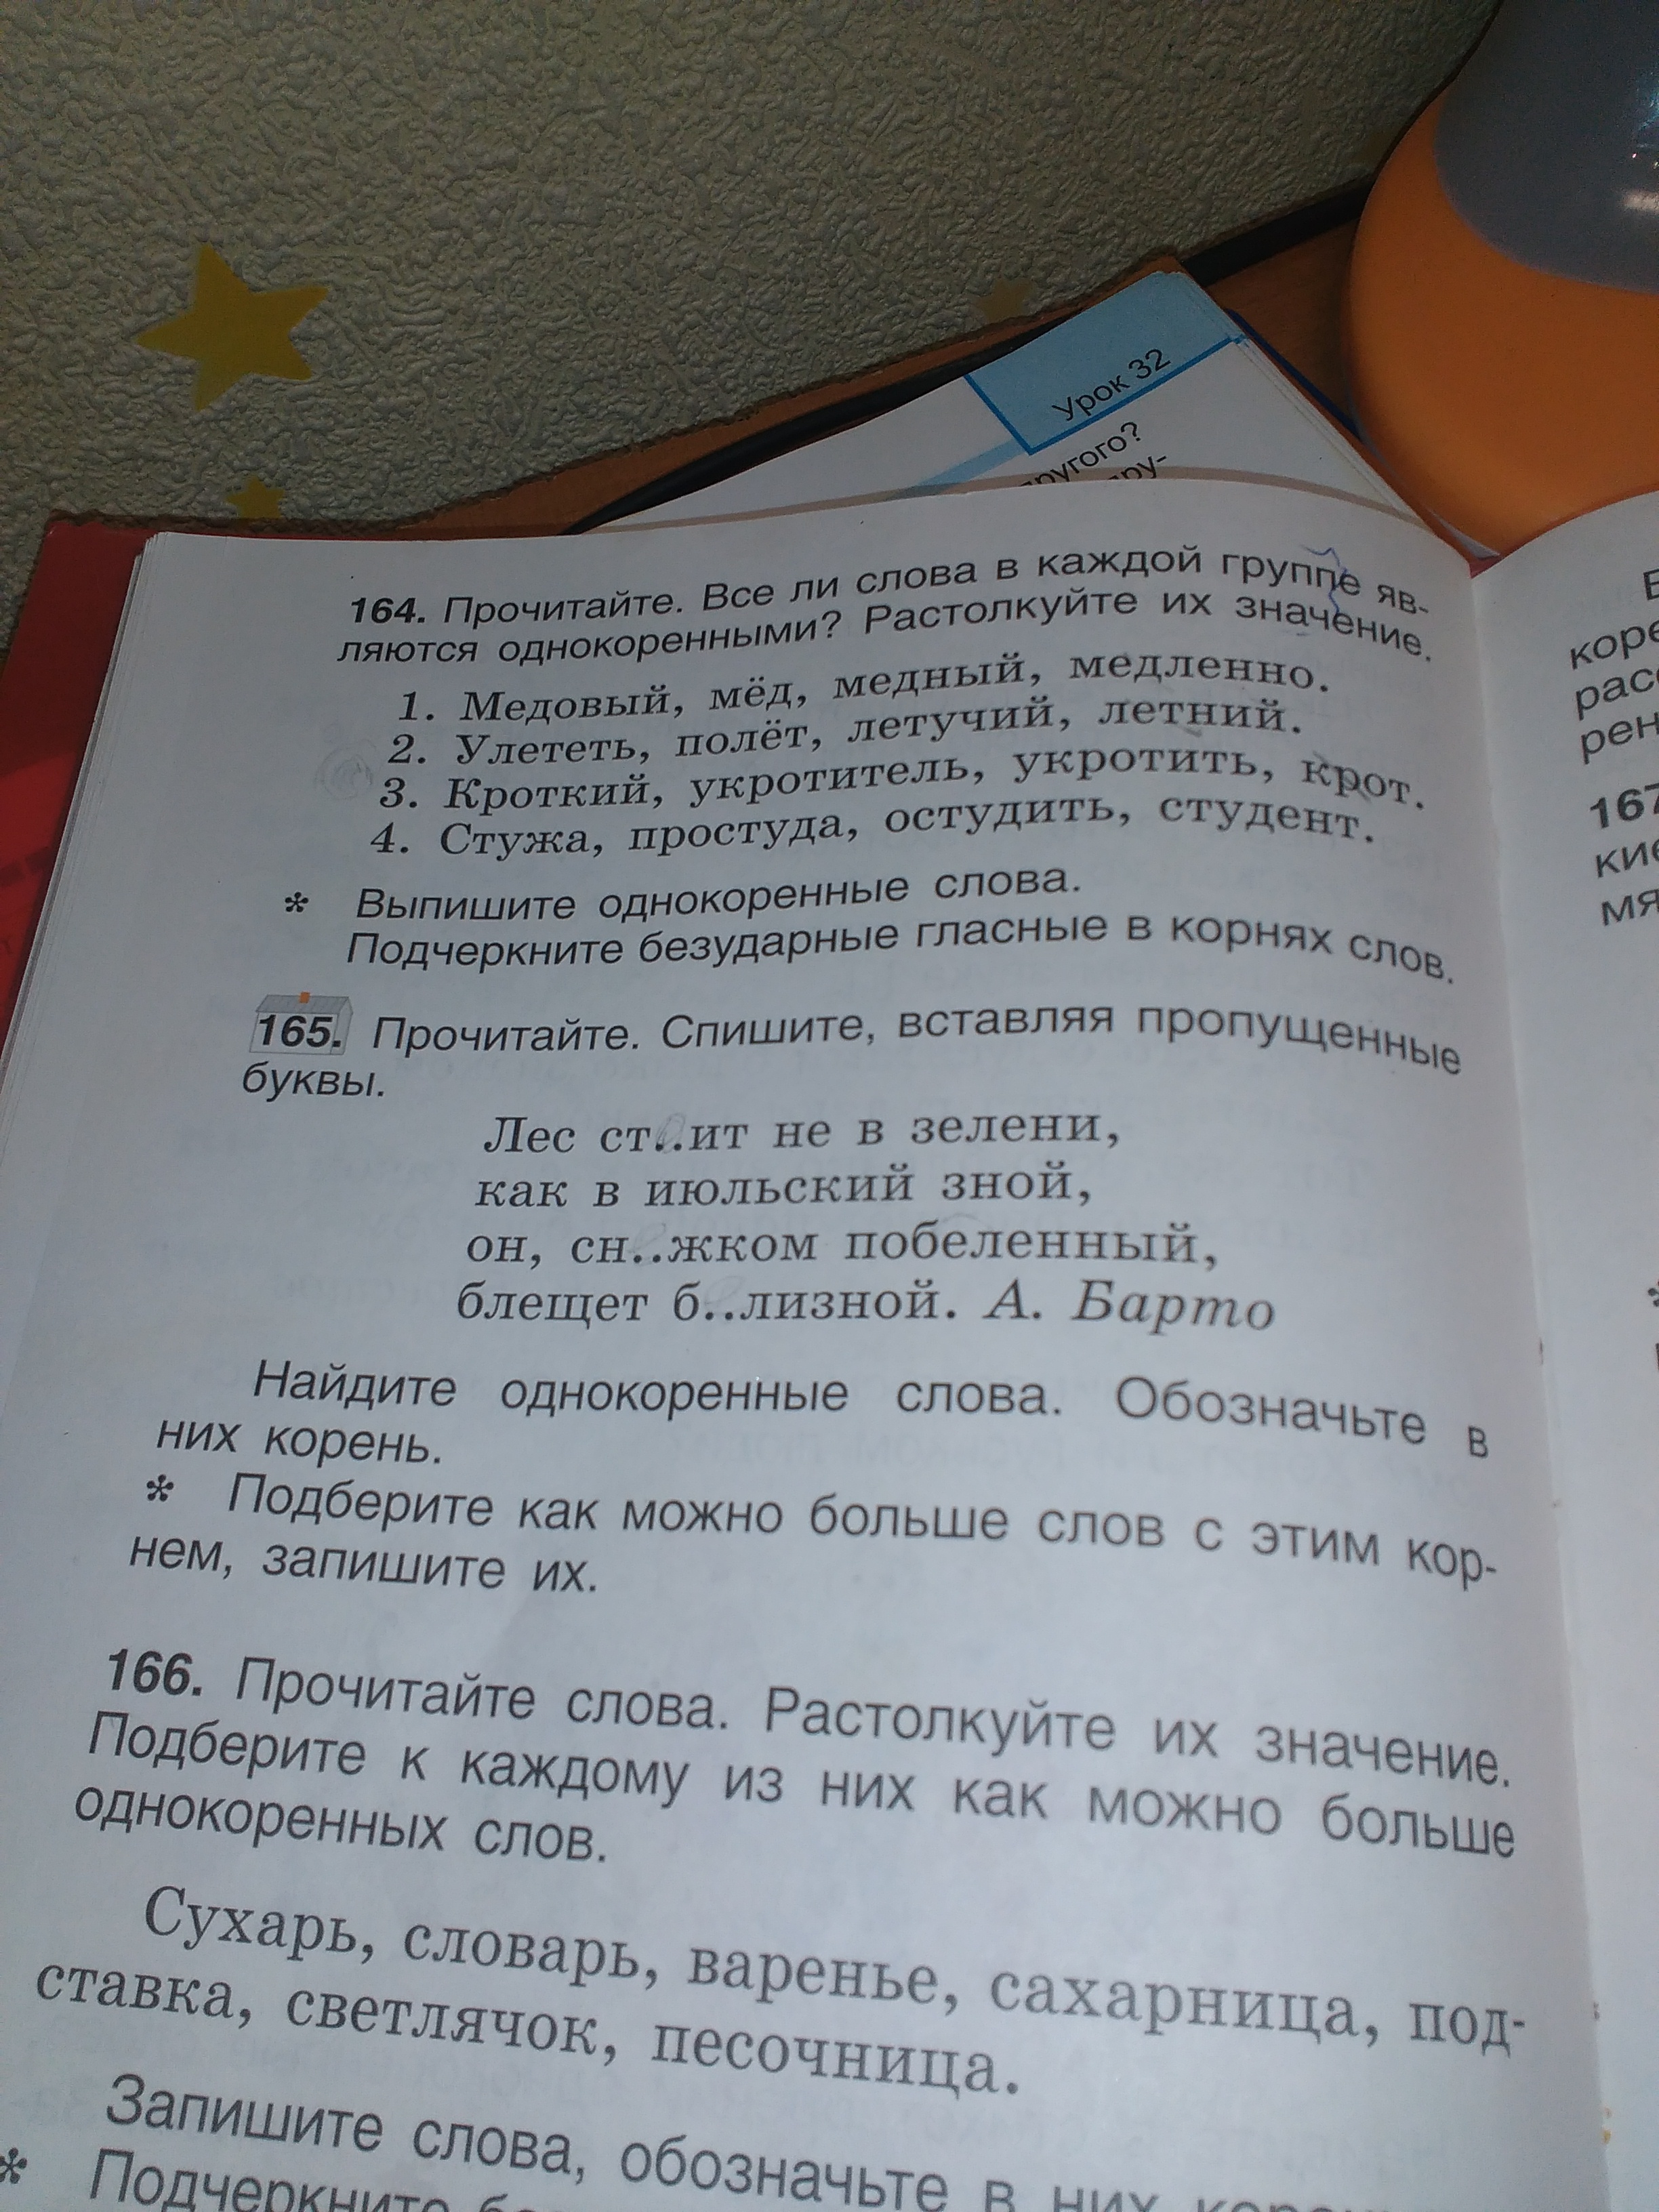 Урок 32
другого?
164. Прочитайте. Все ли слова в каждой группе яв-
ляются однокоренными? Растолкуйте их значение.
1. Медовый, мёд, медный, медленно.
2. Улететь, полёт, летучий, летний.
3. Кроткий, укротитель, укротить, крот.
4. Стужа, простуда, остудить, студент.
* Выпишите однокоренные слова.
Подчеркните безударные гласные в корнях слов.
165. Прочитайте. Спишите, вставляя пропущенные
буквы.
Лес ст..ит не в зелени,
как в июльский зной,
он, сн..жком побеленный,
блещет б..лизной. А. Барто
Найдите однокоренные слова. Обозначьте в
них корень.
* Подберите как можно больше слов с этим кор-
нем, запишите их.
166. Прочитайте слова. Растолкуйте их значение.
Подберите к каждому из них как можно больше
однокоренных слов.
Сухарь, словарь, варенье, сахарница, под-
ставка, светлячок, песочница.
Запишите слова, обозначьте в них
* Подчеркните
167